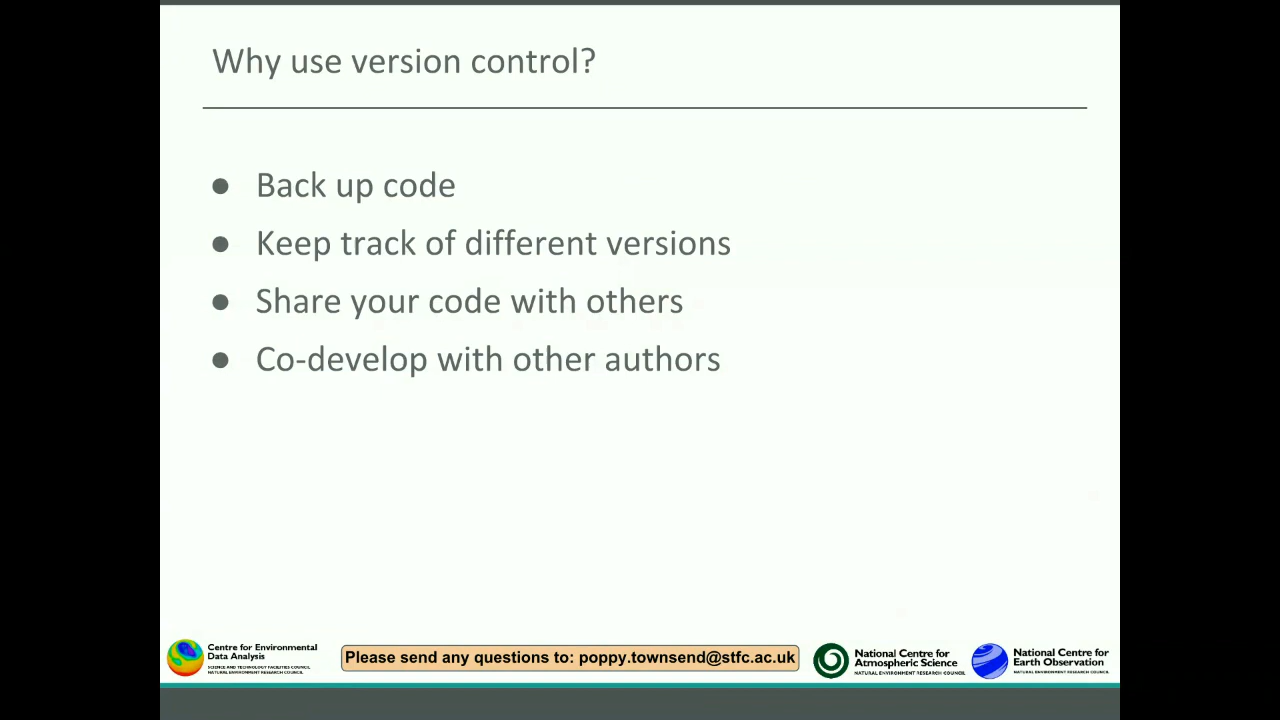 Why use version control?
● Back up code
● Keep track of different versions
● Share your code with others
● Co-develop with other authors
Centre for Environmental
Data Analysis
SCIENCE AND TECHNOLOGY FACILITIES COUNCIL
NATURAL ENVIRONMENT RESEARCH COUNCIL
Please send any questions to: poppy.townsend@stfc.ac.uk
National Centre for
Atmospheric Science
NATURAL ENVIRONMENT RESEARCH COUNCIL
National Centre for
Earth Observation
NATURAL ENVIRONMENT RESEARCH COUNCIL